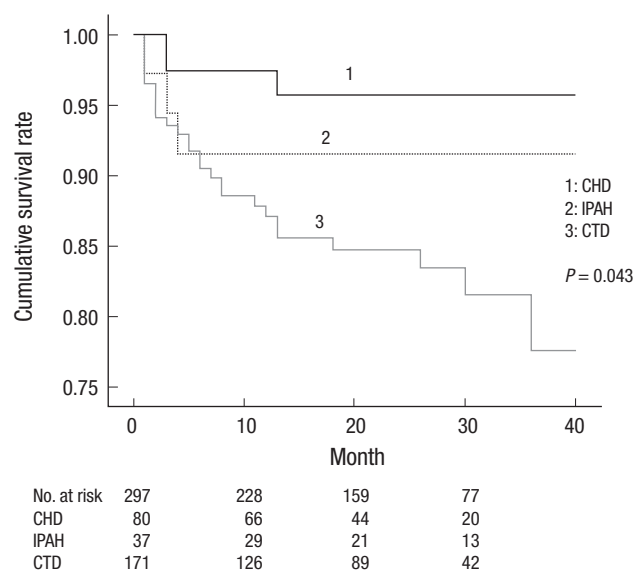 1.00
0.95
0.90
0.85
0.80
0.75
Cumulative survival rate
1
2
3
1: CHD
2: IPAH
3: CTD
P = 0.043
0 10 20 30 40
Month
No. at risk 297 228 159 77
CHD 80 66 44 20
IPAH 37 29 21 13
CTD 171 126 89 42